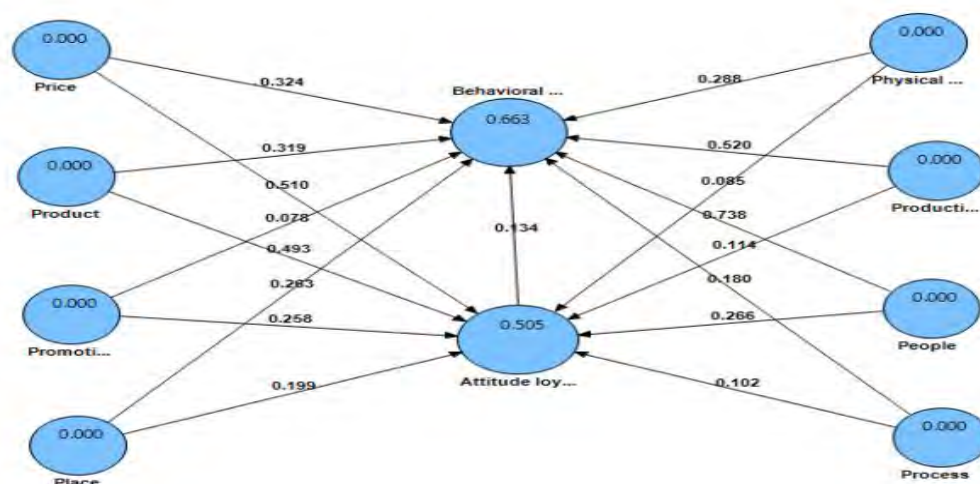 0.000
Price
0.000
Product
0.000
Promoti...
0.000
Place
0.324
0.319
0.510
0.078
0.493
0.263
0.258
0.199
Behavioral ...
0.663
0.134
0.505
Attitude loy...
0.288
0.520
0.085
0.738
0.114
0.180
0.266
0.102
0.000
Physical ...
0.000
Producti...
0.000
People
0.000
Process